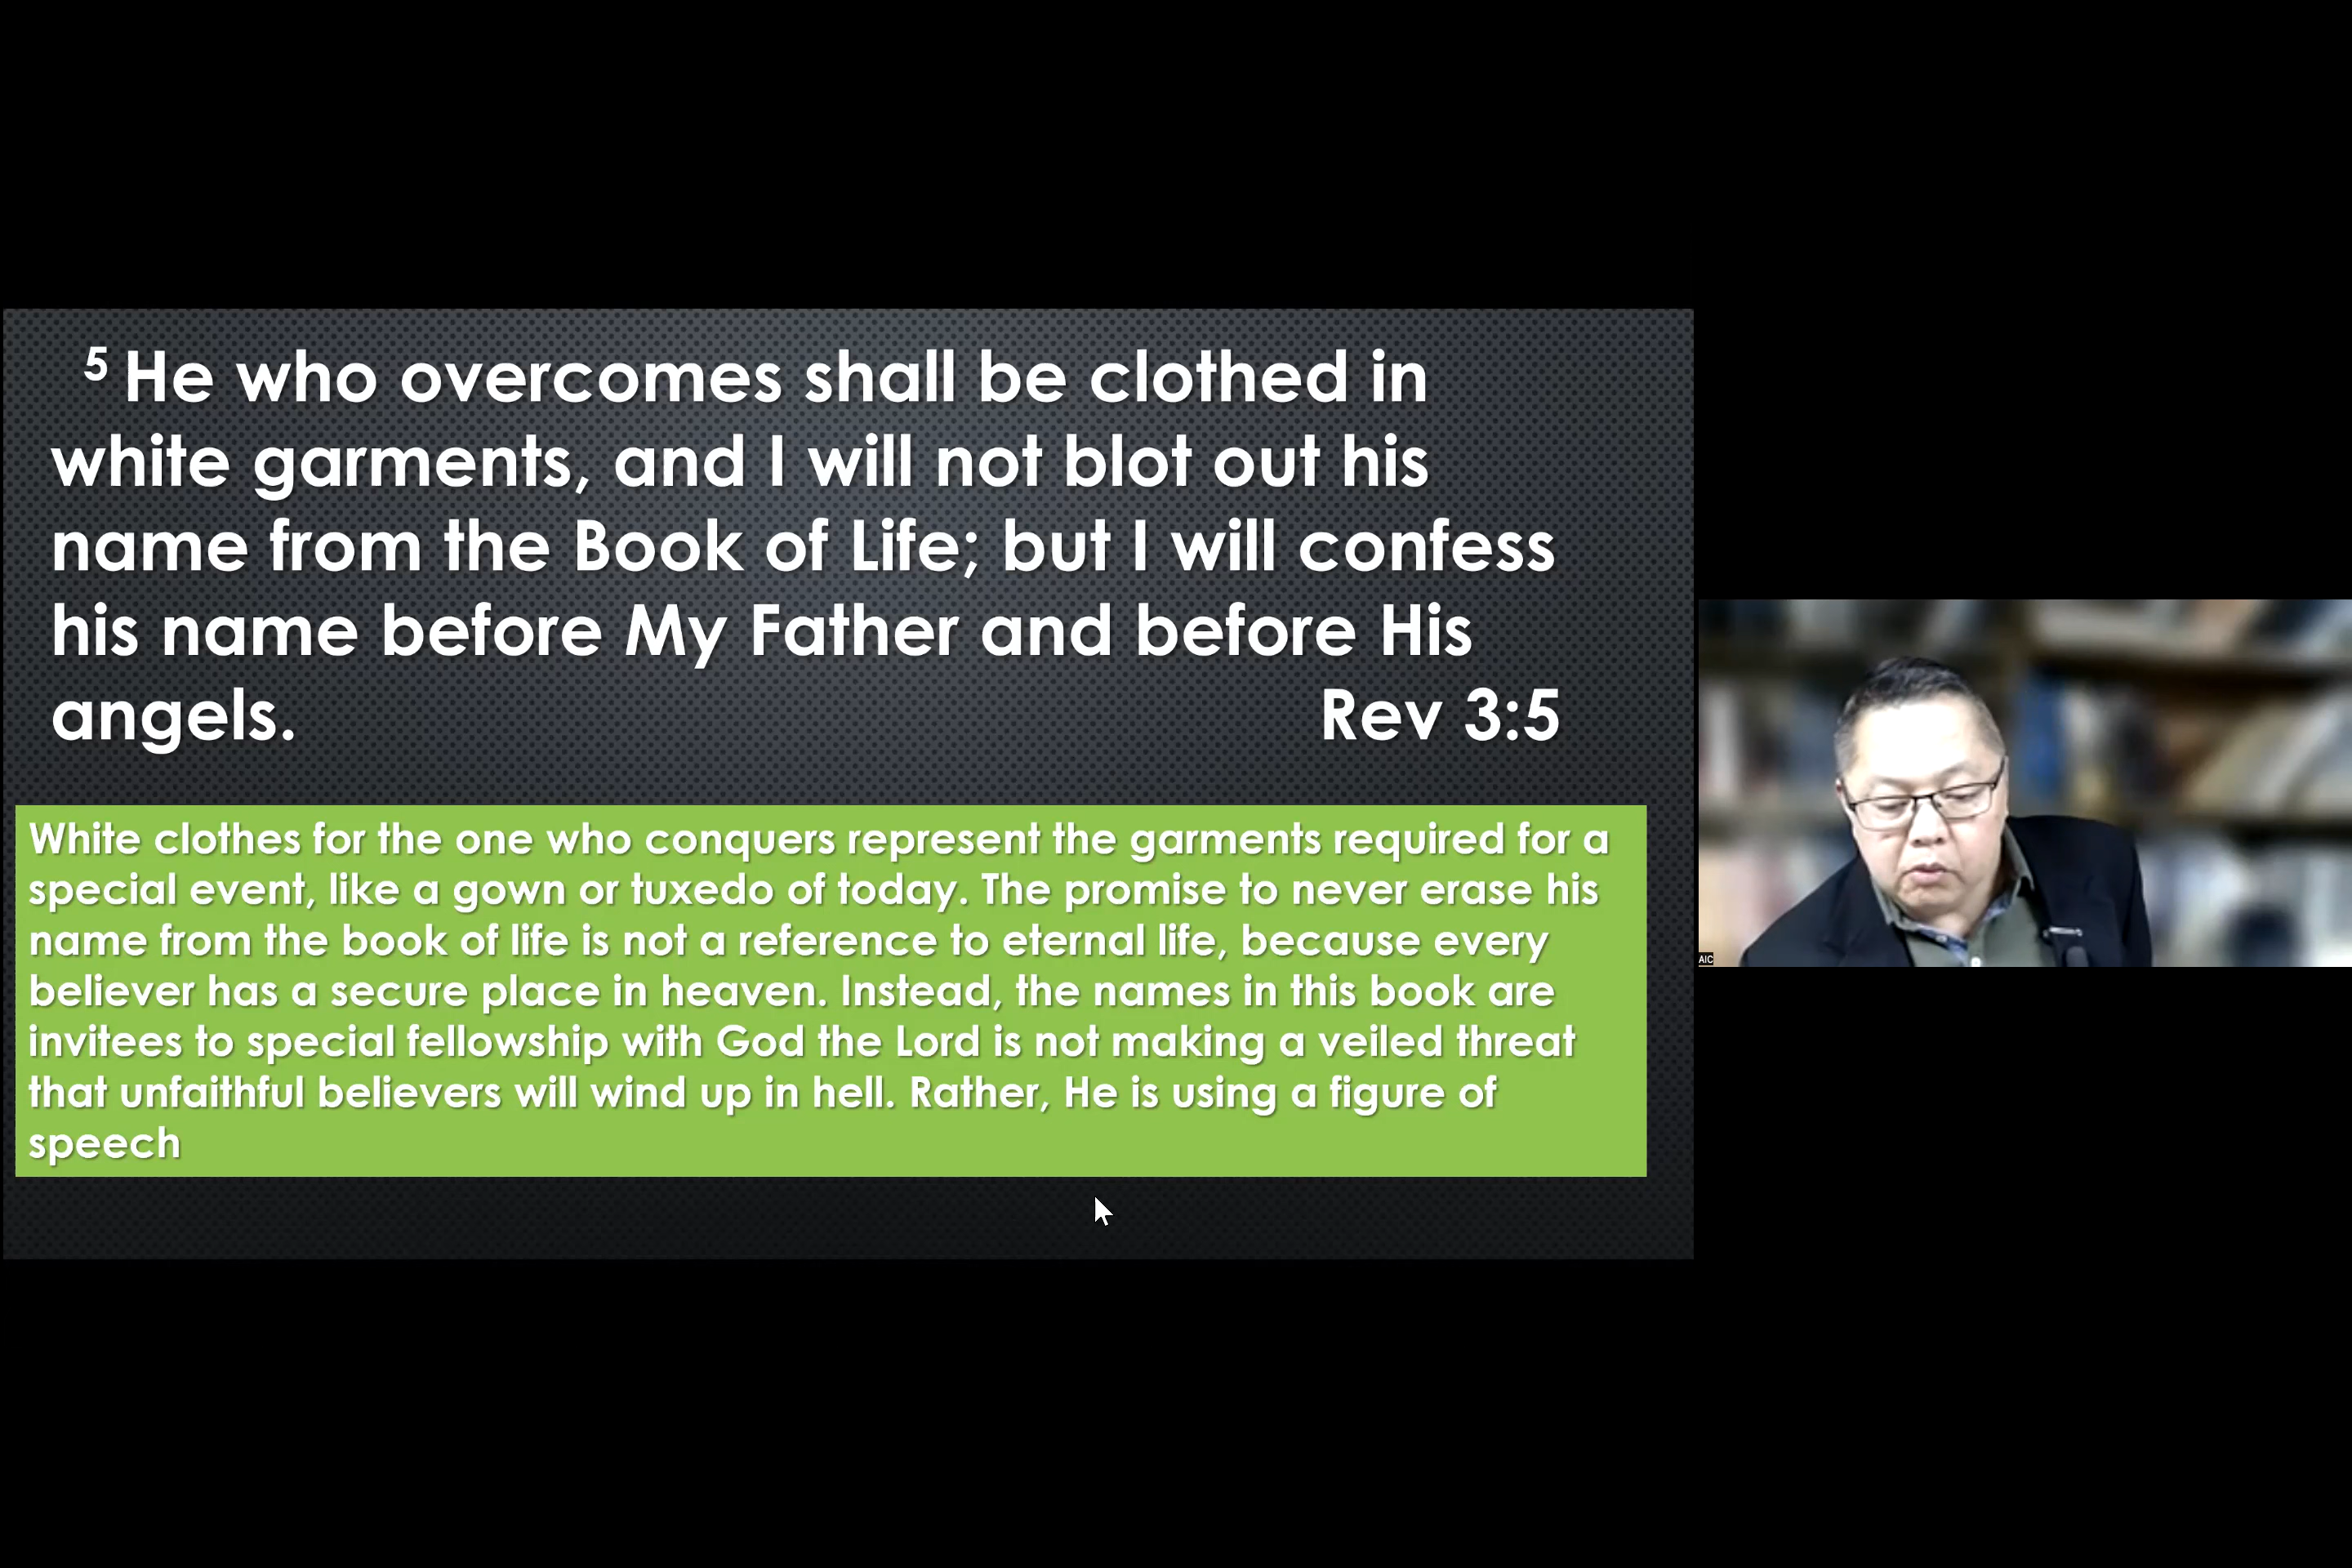 5 He who overcomes shall be clothed in
white garments, and I will not blot out his
name from the Book of Life; but I will confess
his name before My Father and before His
angels. Rev 3:5
White clothes for the one who conquers represent the garments required for a
special event, like a gown or tuxedo of today. The promise to never erase his
name from the book of life is not a reference to eternal life, because every
believer has a secure place in heaven. Instead, the names in this book are
invitees to special fellowship with God the Lord is not making a veiled threat
that unfaithful believers will wind up in hell. Rather, He is using a figure of
speech
AIC